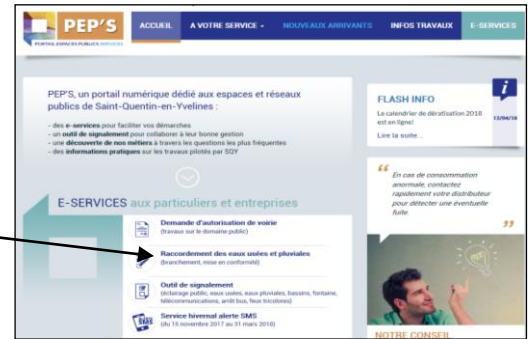 PEP'S
PORTAIL ESPACES PUBLICS SERVICES
ACCUEIL
A VOTRE SERVICE
NOUVEAUX ARRIVANTS
INFOS TRAVAUX
E-SERVICES
PEP'S, un portail numérique dédié aux espaces et réseaux
publics de Saint-Quentin-en-Yvelines :
- des e-services pour faciliter vos démarches
- un outil de signalement pour collaborer à leur bonne gestion
- une découverte de nos métiers à travers les questions les plus fréquentes
- des informations pratiques sur les travaux pilotés par SQY
FLASH INFO
Le calendrier de dératisation 2018
est en ligne!
Lire la suite...
i
13/04/18
“ En cas de consommation
anormale, contactez
rapidement votre distributeur
pour détecter une éventuelle
fuite. ”
E-SERVICES aux particuliers et entreprises
Demande d'autorisation de voirie
(travaux sur le domaine public)
Raccordement des eaux usées et pluviales
(branchement, mise en conformité)
Outil de signalement
(éclairage public, eaux usées, eaux pluviales, bassins, fontaine,
télécommunications, arrêt bus, feux tricolores)
Service hivernal alerte SMS
(du 15 novembre 2017 au 31 mars 2018)
NOTRE CONSEIL